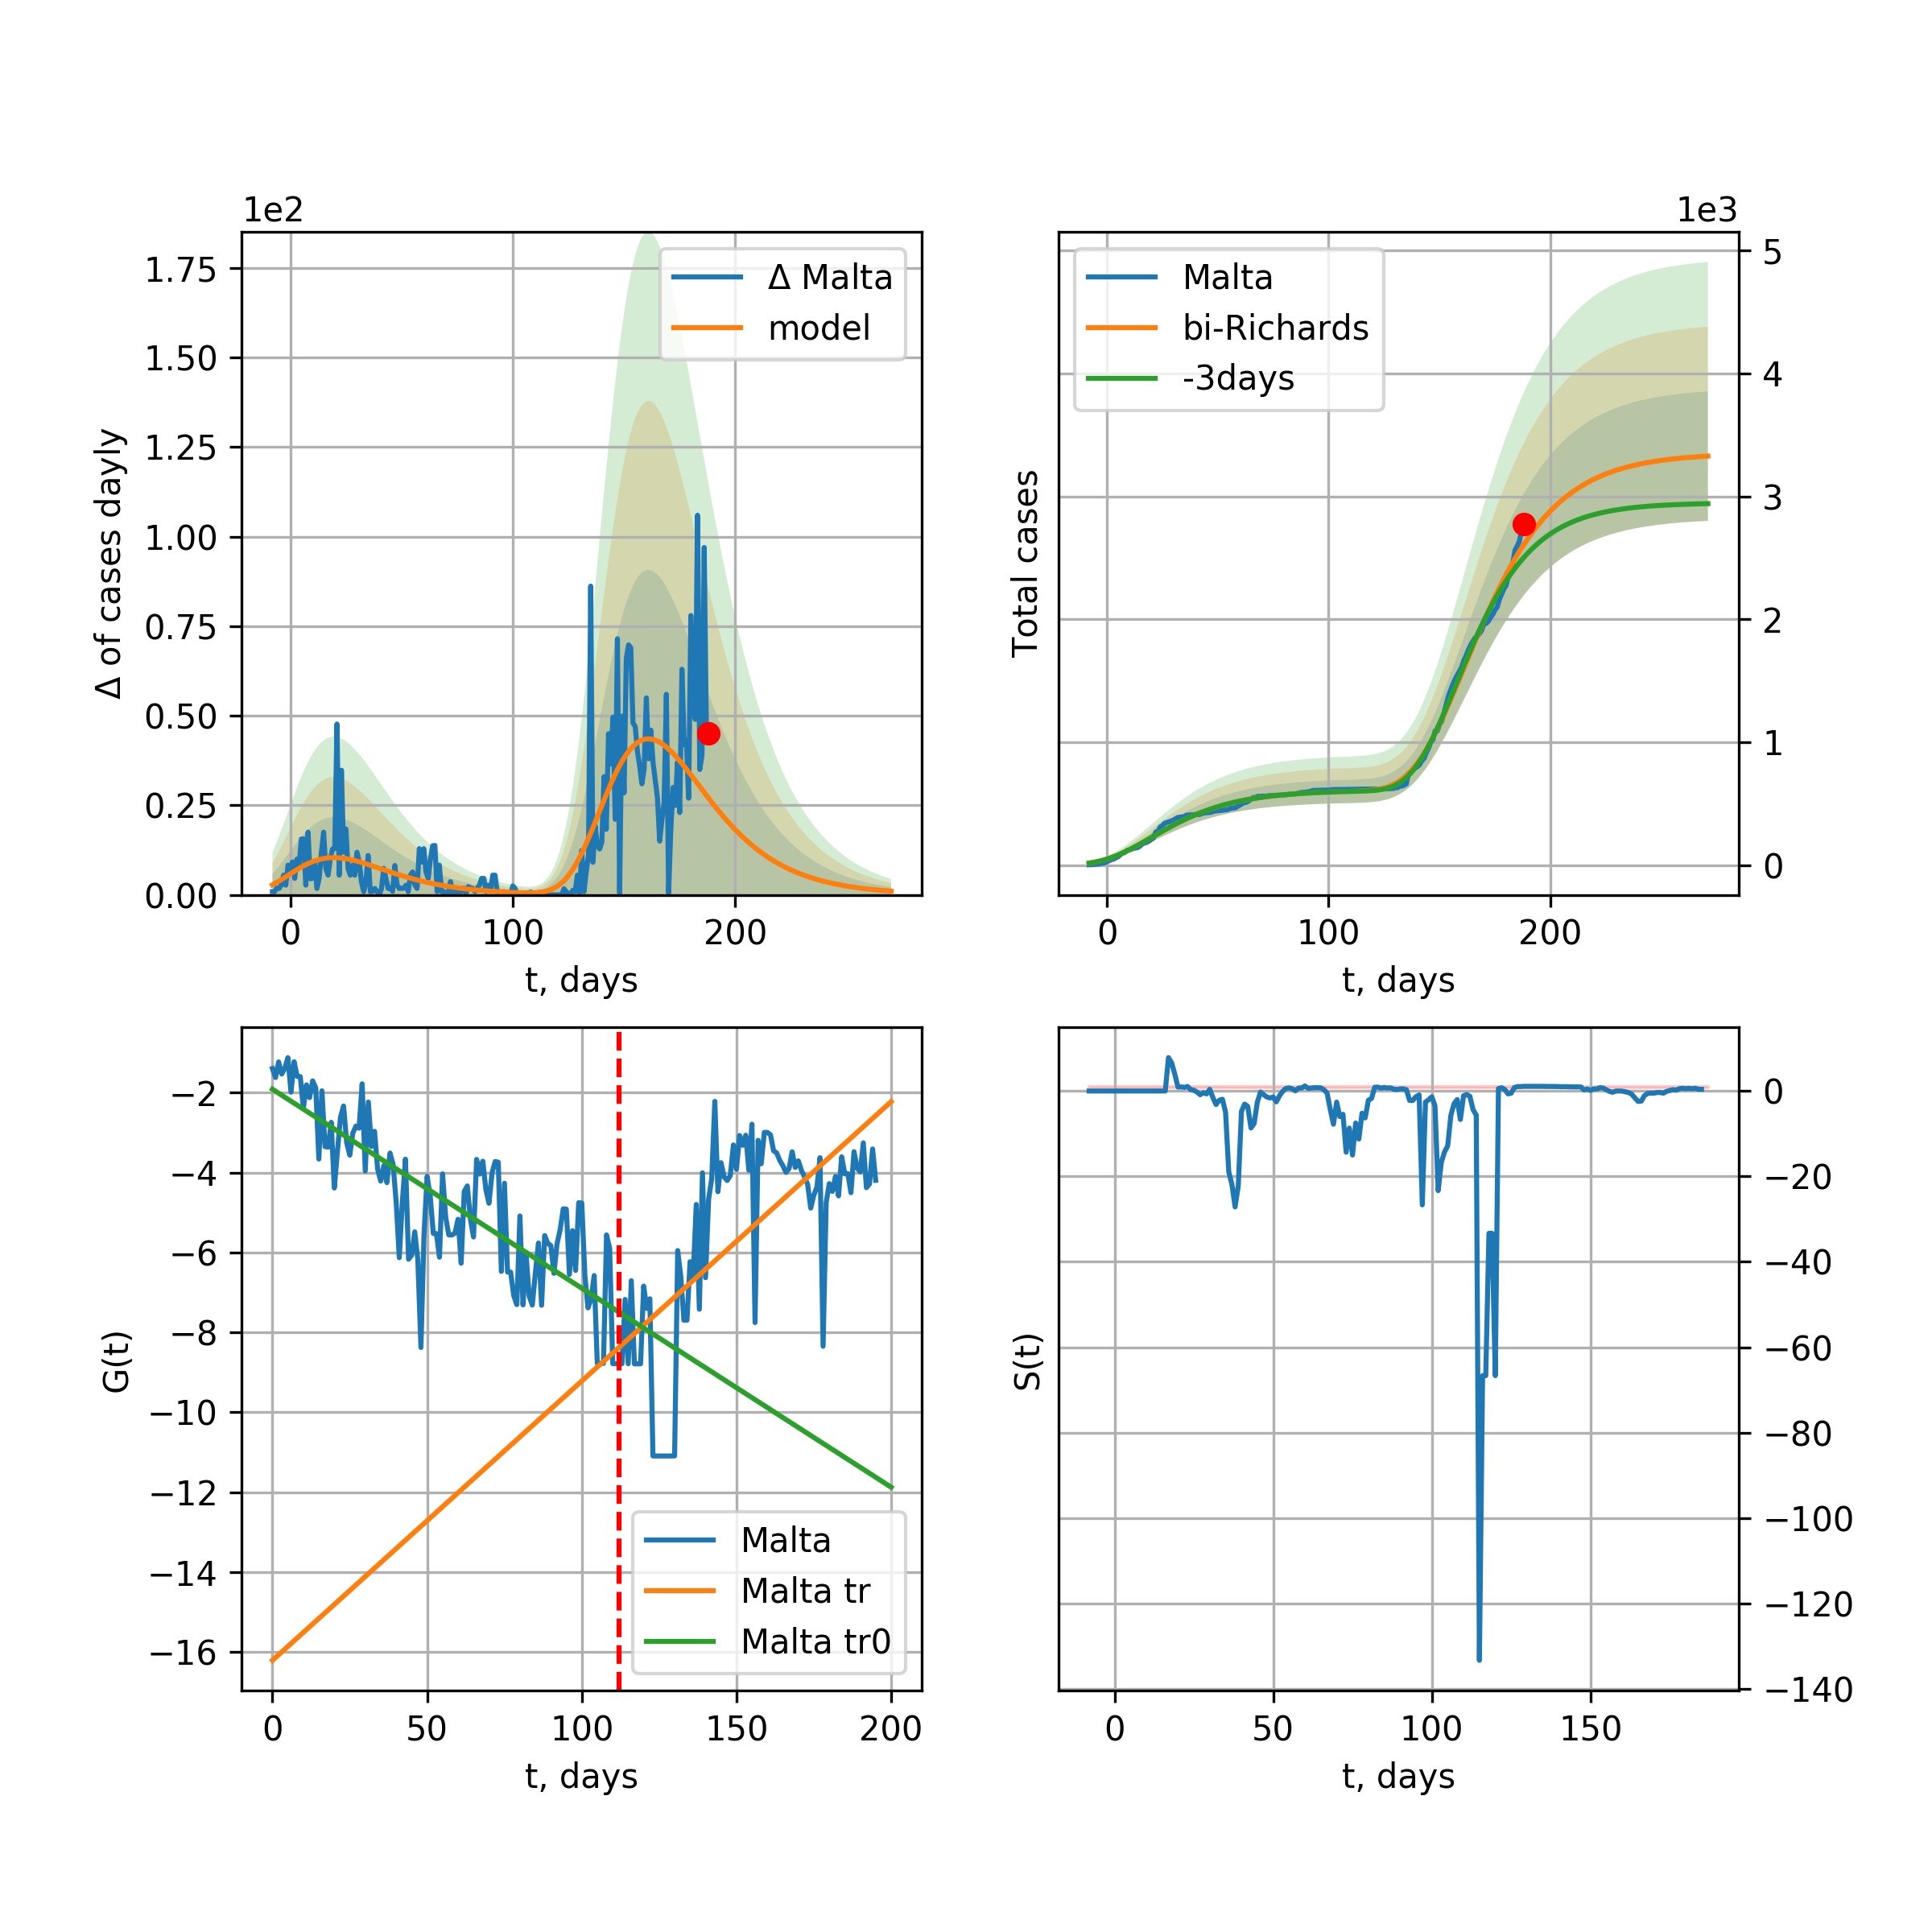 1e2
1.75
1.50
1.25
1.00
0.75
0.50
0.25
0.00
Δ of cases dayly
0 100 200
t, days
Δ Malta
model
1e3
5
4
3
2
1
0
Total cases
0 100 200
t, days
Malta
bi-Richards
-3days
−2
−4
−6
−8
−10
−12
−14
−16
G(t)
0 50 100 150 200
t, days
Malta
Malta tr
Malta tr0
0
−20
−40
−60
−80
−100
−120
−140
S(t)
0 50 100 150
t, days